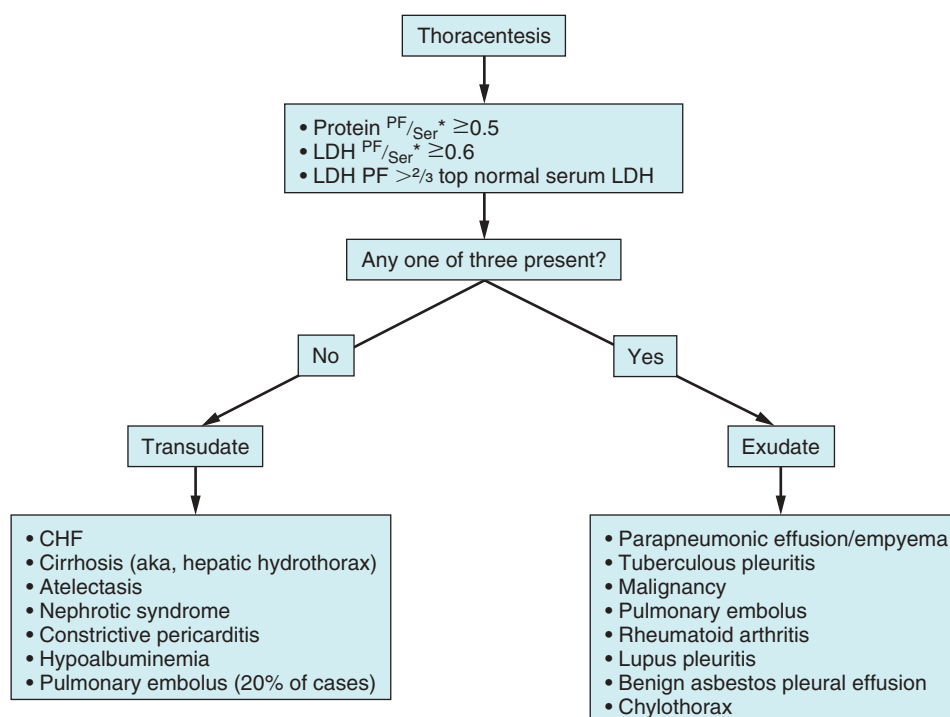 Thoracentesis
• Protein PF/Ser* ≥0.5
• LDH PF/Ser* ≥0.6
• LDH PF >2/3 top normal serum LDH
Any one of three present?
No
Yes
Transudate
Exudate
• CHF
• Cirrhosis (aka, hepatic hydrothorax)
• Atelectasis
• Nephrotic syndrome
• Constrictive pericarditis
• Hypoalbuminemia
• Pulmonary embolus (20% of cases)
• Parapneumonic effusion/empyema
• Tuberculous pleuritis
• Malignancy
• Pulmonary embolus
• Rheumatoid arthritis
• Lupus pleuritis
• Benign asbestos pleural effusion
• Chylothorax